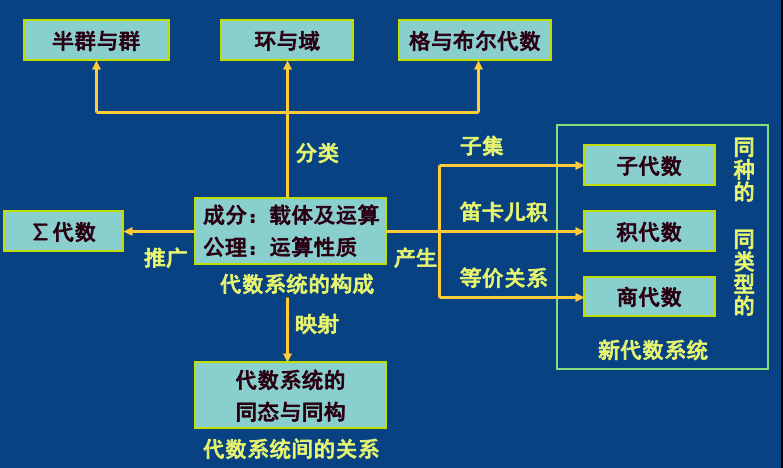 半群与群
环与域
格与布尔代数
分类
子集
子代数
同种的
∑代数
推广
成分：载体及运算
公理：运算性质
代数系统的构成
产生
笛卡儿积
积代数
同类型的
等价关系
商代数
新代数系统
映射
代数系统的
同态与同构
代数系统间的关系